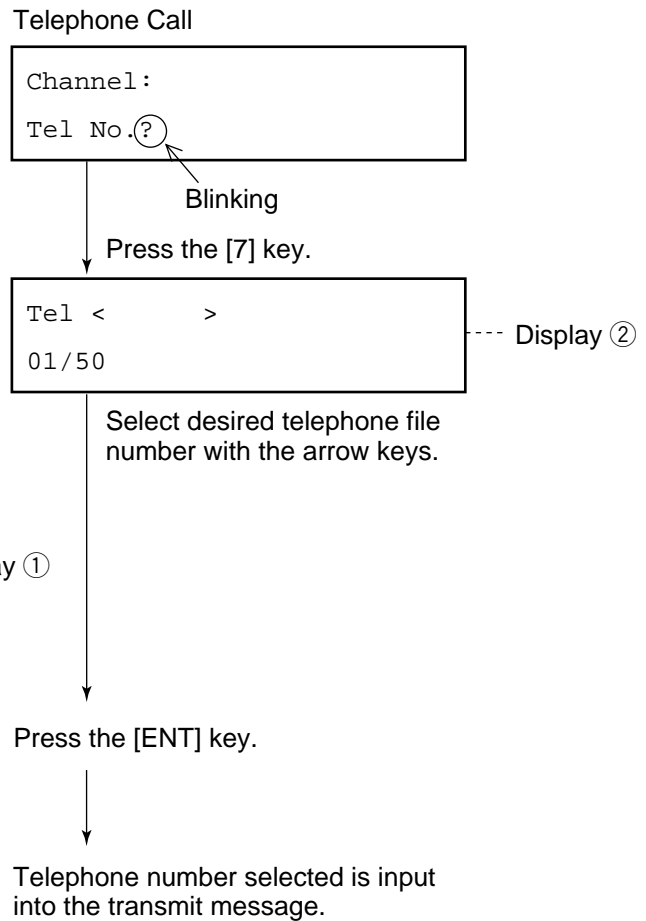 Telephone Call
Channel:
Tel No.?
Blinking
Press the [7] key.
Tel <      >
01/50
Display ②
Select desired telephone file
number with the arrow keys.
y ①
Press the [ENT] key.
Telephone number selected is input
into the transmit message.